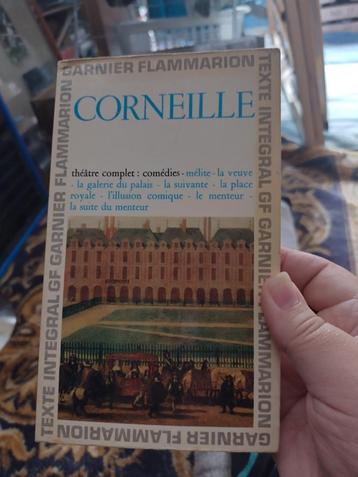 GARNIER FLAMMARION
TEXTE INTEGRAL GF GARNIER FLAMMARION
TEXTE INTEGRAL GF GARNIER FLAMMARION
CORNEILLE
théâtre complet : comédies - mélite - la veuve
- la galerie du palais - la suivante - la place
royale - l'illusion comique - le menteur -
la suite du menteur
GARNIER FLAMMARION